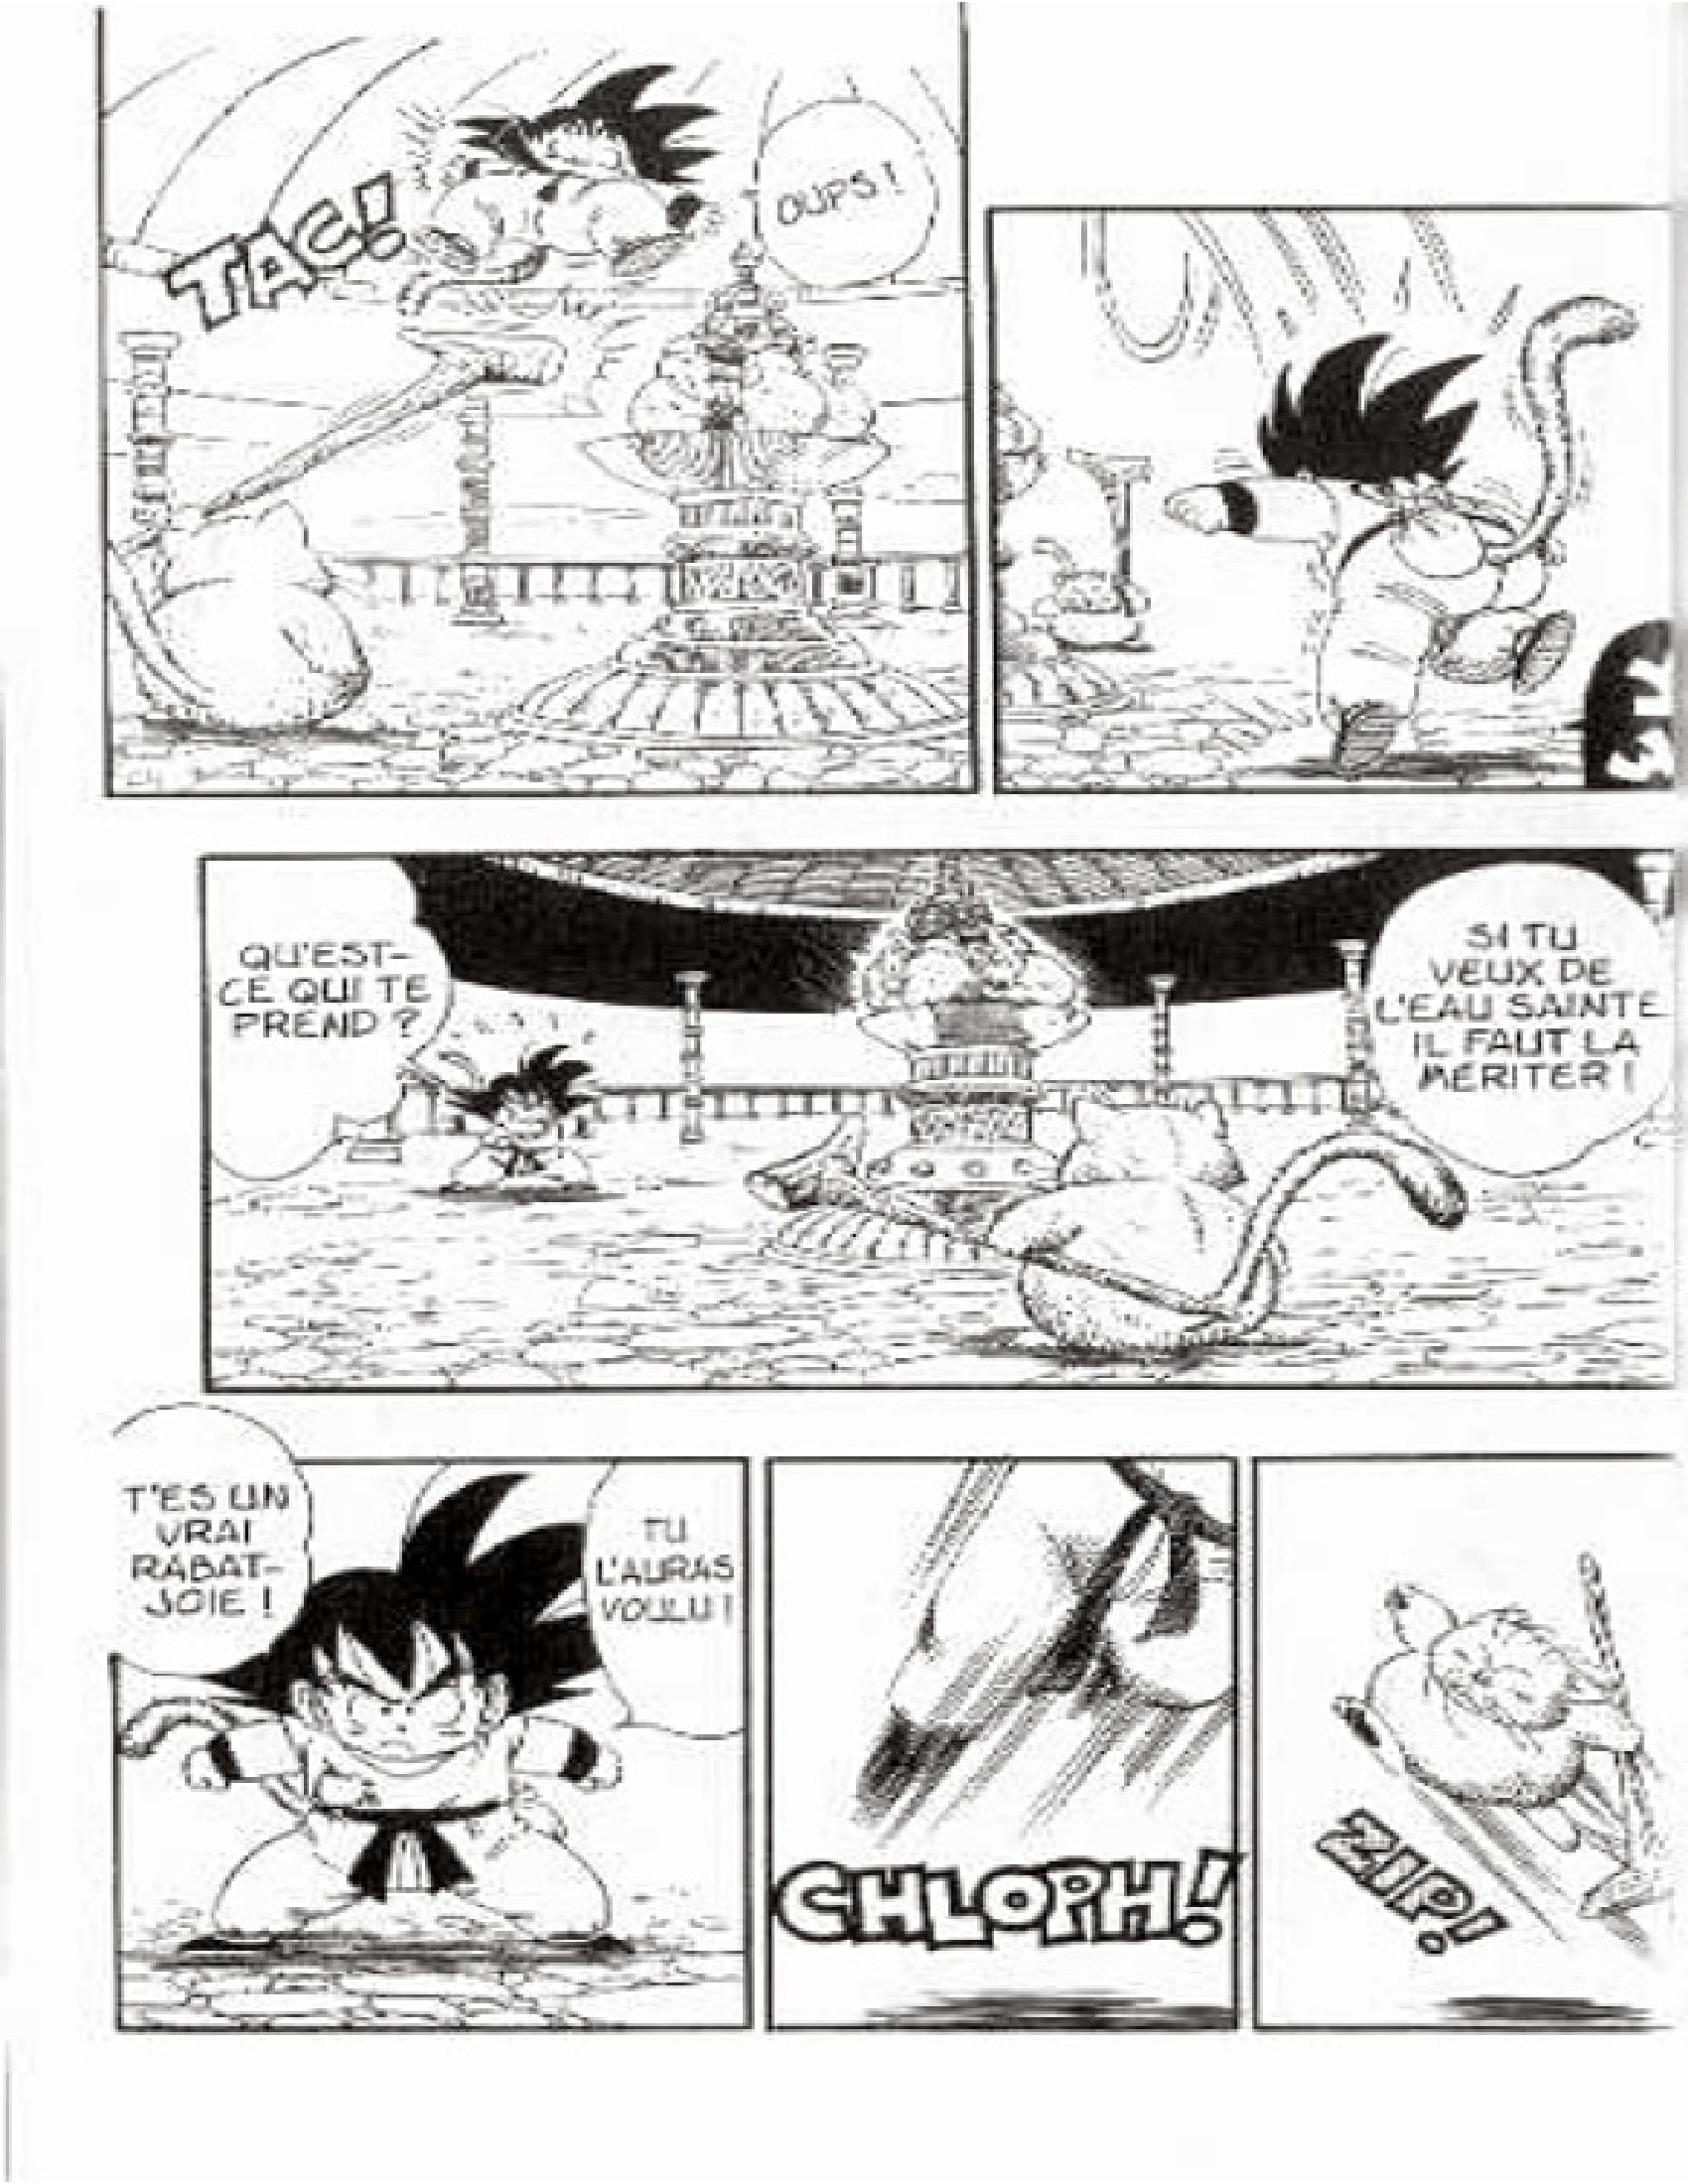 OUPS !
TAC !
QU'EST-
CE QUI TE
PREND ?
SI TU
VEUX DE
L'EAU SAINTE
IL FAUT LA
MERITER !
T'ES UN
VRAI
RABAT-
JOIE !
TU
L'AURAS
VOULU !
CHLOPH !
ZIP !